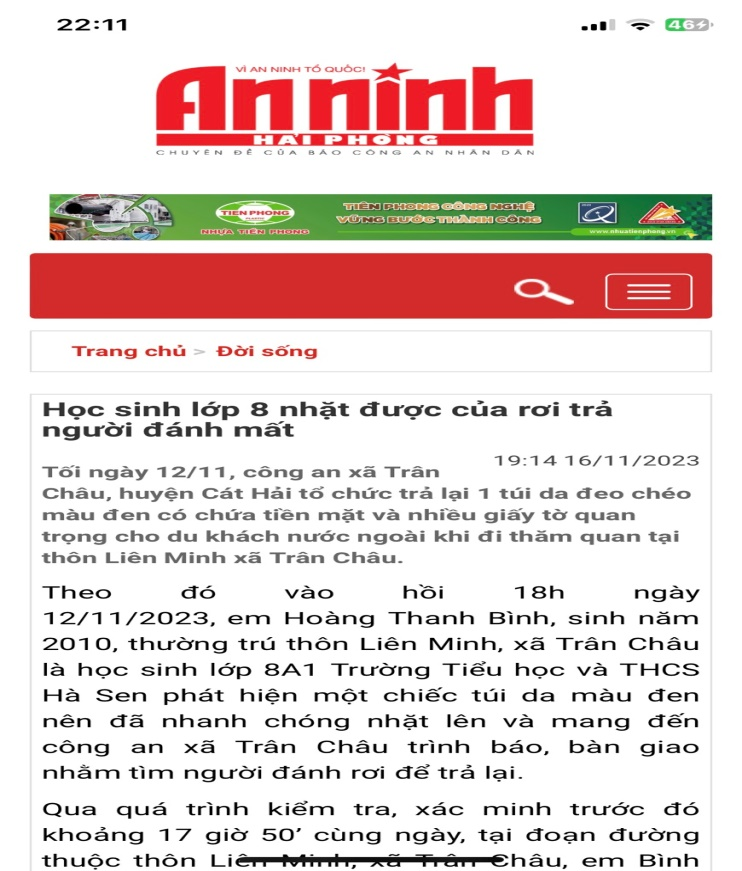 22:11
46
VÌ AN NINH TỔ QUỐC!
An ninh
HẢI PHÒNG
CHUYÊN ĐỀ CỦA BÁO CÔNG AN NHÂN DÂN
TIEN PHONG
PLASTIC
NHỰA TIỀN PHONG
TIÊN PHONG CÔNG NGHỆ
VỮNG BƯỚC THÀNH CÔNG
www.nhuatienphong.vn
Trang chủ > Đời sống
Học sinh lớp 8 nhặt được của rơi trả
người đánh mất
19:14 16/11/2023
Tối ngày 12/11, công an xã Trân
Châu, huyện Cát Hải tổ chức trả lại 1 túi da đeo chéo
màu đen có chứa tiền mặt và nhiều giấy tờ quan
trọng cho du khách nước ngoài khi đi thăm quan tại
thôn Liên Minh xã Trân Châu.
Theo đó vào hồi 18h ngày
12/11/2023, em Hoàng Thanh Bình, sinh năm
2010, thường trú thôn Liên Minh, xã Trân Châu
là học sinh lớp 8A1 Trường Tiểu học và THCS
Hà Sen phát hiện một chiếc túi da màu đen
nên đã nhanh chóng nhặt lên và mang đến
công an xã Trân Châu trình báo, bàn giao
nhằm tìm người đánh rơi để trả lại.
Qua quá trình kiểm tra, xác minh trước đó
khoảng 17 giờ 50’ cùng ngày, tại đoạn đường
thuộc thôn Liên Minh, xã Trân Châu, em Bình